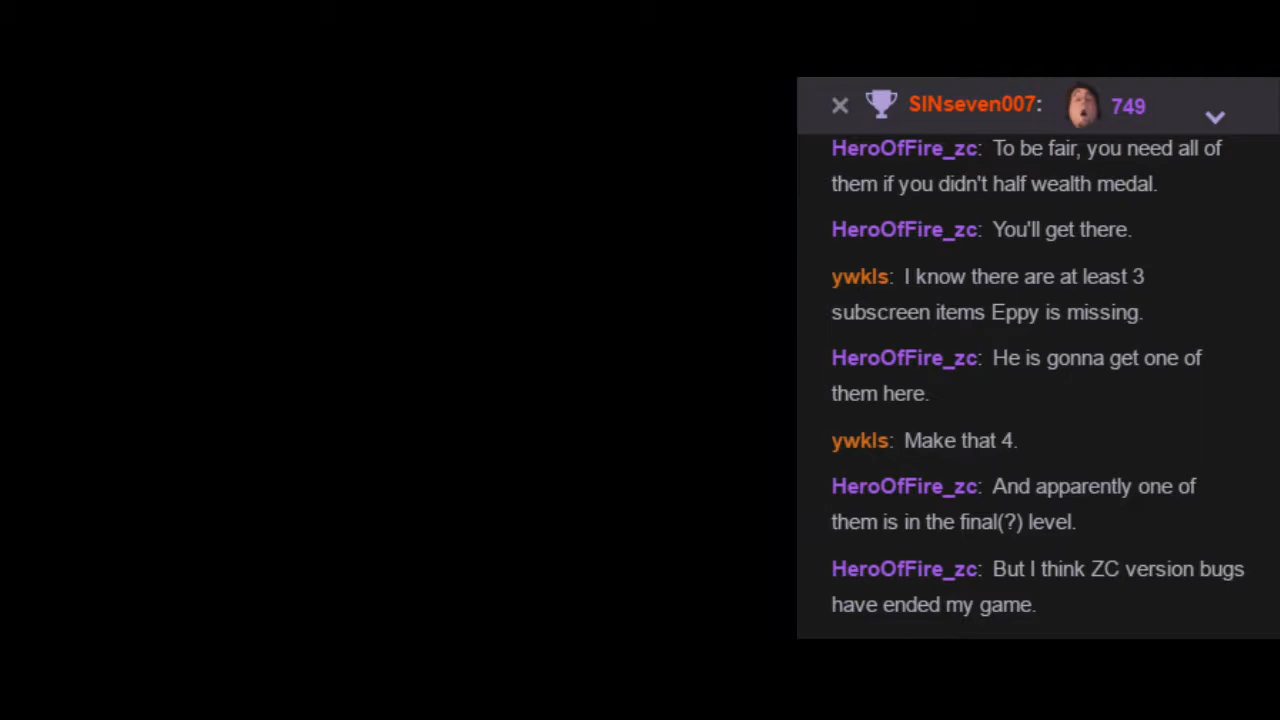 SINseven007: 749
HeroOfFire_zc: To be fair, you need all of
them if you didn't half wealth medal.
HeroOfFire_zc: You'll get there.
ywkls: I know there are at least 3
subscreen items Eppy is missing.
HeroOfFire_zc: He is gonna get one of
them here.
ywkls: Make that 4.
HeroOfFire_zc: And apparently one of
them is in the final(?) level.
HeroOfFire_zc: But I think ZC version bugs
have ended my game.